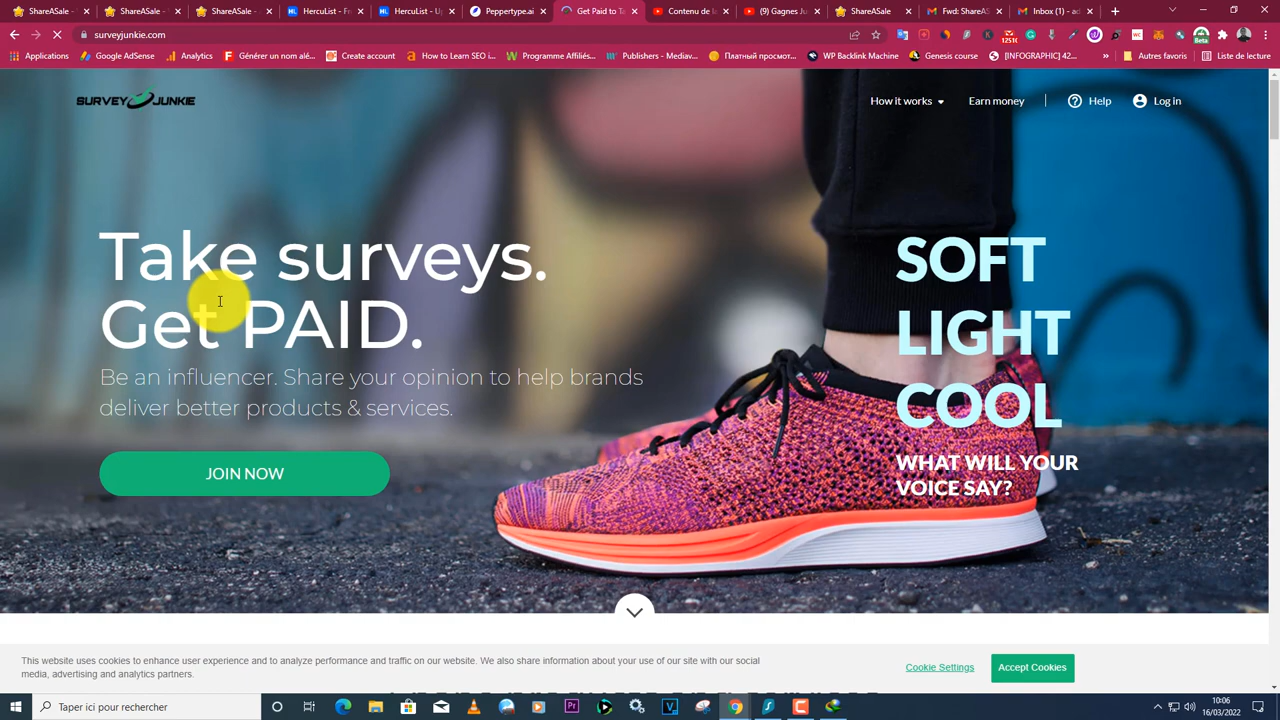 ShareASale -
ShareASale -
ShareASale -
HercuList - Fr
HercuList - Up
Peppertype.ai
Get Paid to Ta
Contenu de la
(9) Gagnes Ju
ShareASale
Fwd: ShareAS
Inbox (1) - ad
surveyjunkie.com
Applications
Google AdSense
Analytics
Générer un nom alé...
Create account
How to Learn SEO i...
Programme Affiliés...
Publishers - Mediav...
Платный просмот...
WP Backlink Machine
Genesis course
[INFOGRAPHIC] 42...
Autres favoris
Liste de lecture
SURVEY JUNKIE
How it works
Earn money
Help
Log in
Take surveys.
Get PAID.
Be an influencer. Share your opinion to help brands
deliver better products & services.
JOIN NOW
SOFT
LIGHT
COOL
WHAT WILL YOUR
VOICE SAY?
This website uses cookies to enhance user experience and to analyze performance and traffic on our website. We also share information about your use of our site with our social
media, advertising and analytics partners.
Cookie Settings
Accept Cookies
Taper ici pour rechercher
10:06
16/03/2022